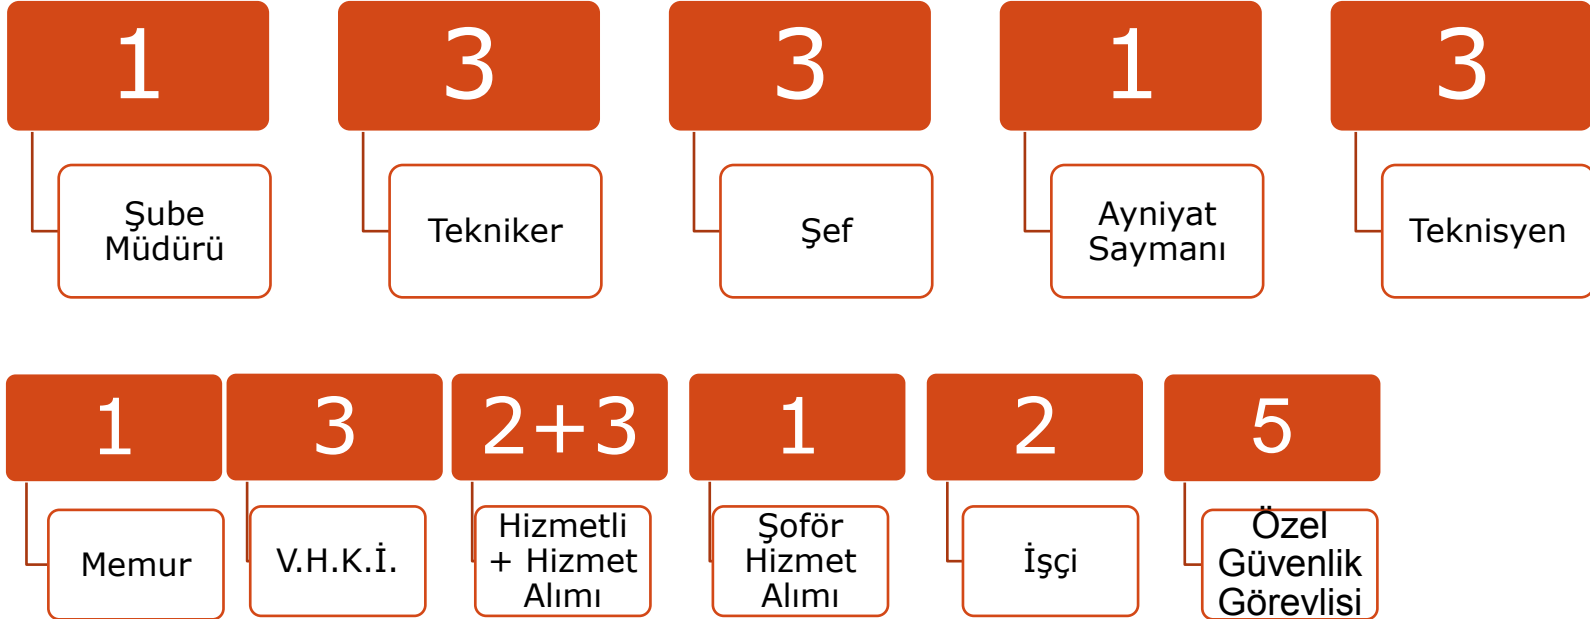 1
Şube
Müdürü
3
Tekniker
3
Şef
1
Ayniyat
Saymanı
3
Teknisyen
1
Memur
3
V.H.K.İ.
2+3
Hizmetli
+ Hizmet
Alımı
1
Şoför
Hizmet
Alımı
2
İşçi
5
Özel
Güvenlik
Görevlisi